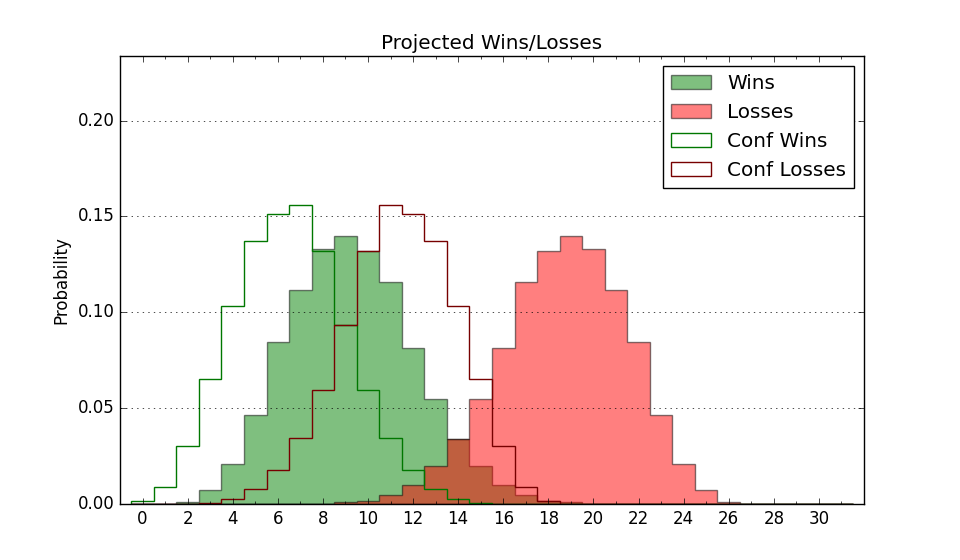 Projected Wins/Losses
Wins
Losses
Conf Wins
Conf Losses
Probability
0.20
0.15
0.10
0.05
0.00
0 2 4 6 8 10 12 14 16 18 20 22 24 26 28 30